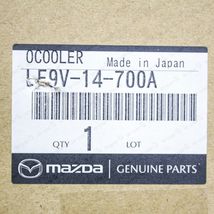 OCOOLER Made in Japan
LF9V-14-700A
QTY 1 LOT
mazda GENUINE PARTS